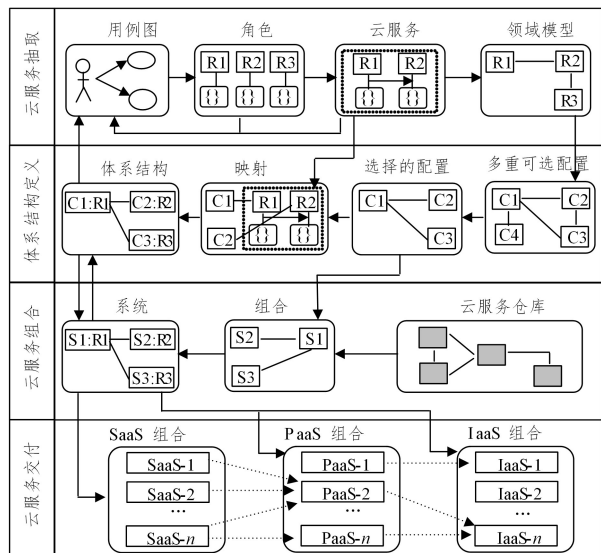 云服务抽取
用例图
角色
云服务
领域模型
R1 R2 R3
{} {} {}
R1 R2
{} {}
R1 R2
R3
体系结构定义
体系结构
映射
选择的配置
多重可选配置
C1:R1 C2:R2
C3:R3
C1 R1 R2
C2 {} {}
C1 C2
C3
C1 C2
C4 C3
云服务组合
系统
组合
云服务仓库
S1:R1 S2:R2
S3:R3
S2 S1
S3
云服务交付
SaaS 组合
SaaS-1
SaaS-2
...
SaaS-n
PaaS 组合
PaaS-1
PaaS-2
...
PaaS-n
IaaS 组合
IaaS-1
IaaS-2
...
IaaS-n